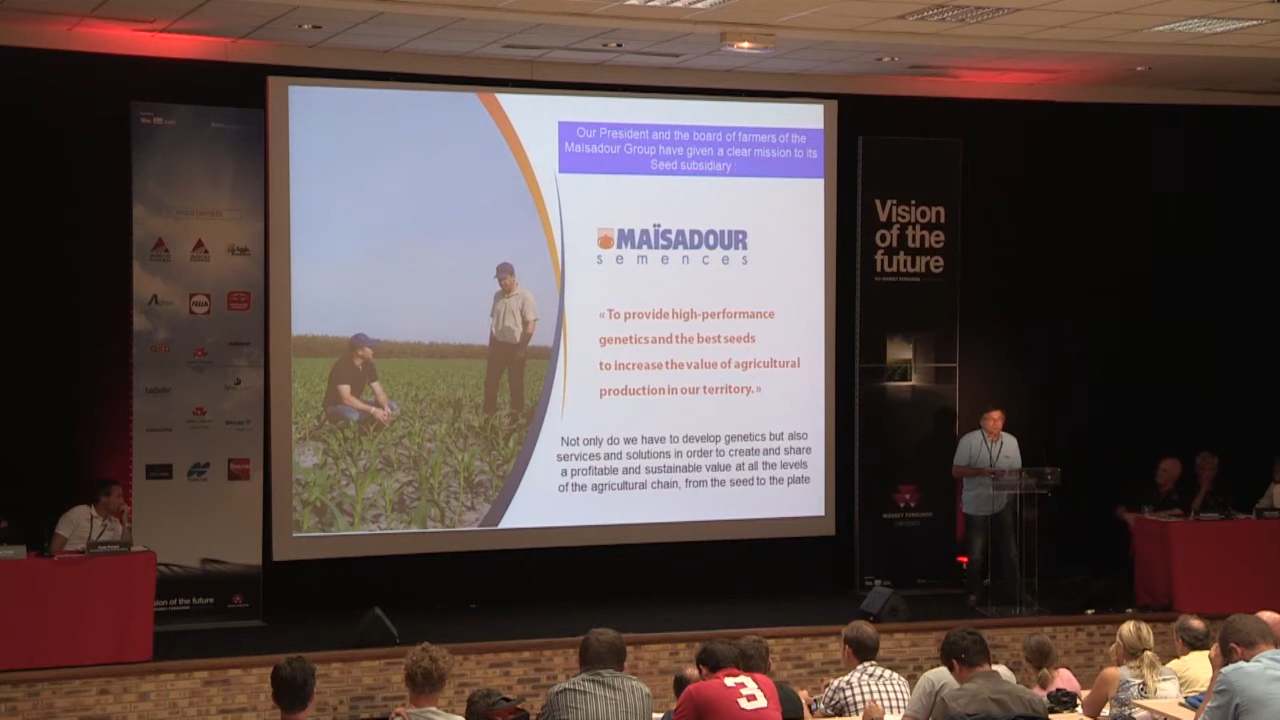 Our President and the board of farmers of the
Maïsadour Group have given a clear mission to its
Seed subsidiary :
MAÏSADOUR
semences
« To provide high-performance
genetics and the best seeds
to increase the value of agricultural
production in our territory. »
Not only do we have to develop genetics but also
services and solutions in order to create and share
a profitable and sustainable value at all the levels
of the agricultural chain, from the seed to the plate
Vision
of the
future
MASSEY FERGUSON
FELLA
ion of the future
3